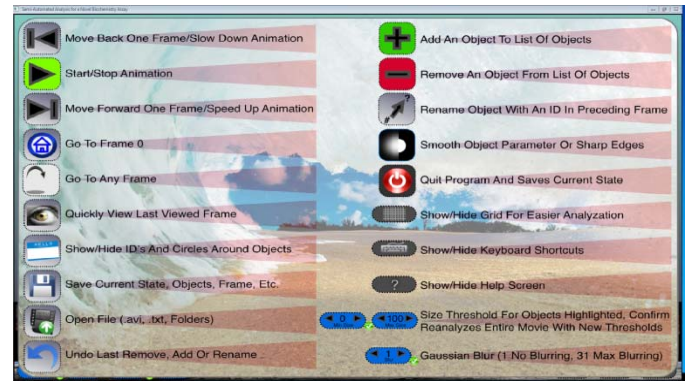 Semi-Automated Analysis for a Novel Biochemistry Assay
Move Back One Frame/Slow Down Animation
Start/Stop Animation
Move Forward One Frame/Speed Up Animation
Go To Frame 0
Go To Any Frame
Quickly View Last Viewed Frame
HELLO
Show/Hide ID's And Circles Around Objects
Save Current State, Objects, Frame, Etc.
Open File (.avi, .txt, Folders)
Undo Last Remove, Add Or Rename
Add An Object To List Of Objects
Remove An Object From List Of Objects
# ?
Rename Object With An ID In Preceding Frame
Smooth Object Parameter Or Sharp Edges
Quit Program And Saves Current State
Show/Hide Grid For Easier Analyzation
Show/Hide Keyboard Shortcuts
?
Show/Hide Help Screen
0
100
Size Threshold For Objects Highlighted, Confirm
Reanalyzes Entire Movie With New Thresholds
1
Gaussian Blur (1 No Blurring, 31 Max Blurring)